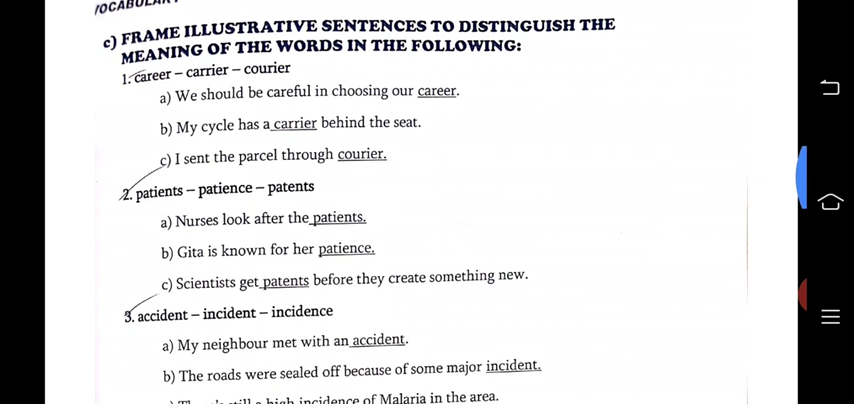 VOCABULARY
c) FRAME ILLUSTRATIVE SENTENCES TO DISTINGUISH THE
MEANING OF THE WORDS IN THE FOLLOWING:
1. career – carrier – courier
a) We should be careful in choosing our career.
b) My cycle has a carrier behind the seat.
c) I sent the parcel through courier.
2. patients – patience – patents
a) Nurses look after the patients.
b) Gita is known for her patience.
c) Scientists get patents before they create something new.
3. accident – incident – incidence
a) My neighbour met with an accident.
b) The roads were sealed off because of some major incident.
still a high incidence of Malaria in the area.